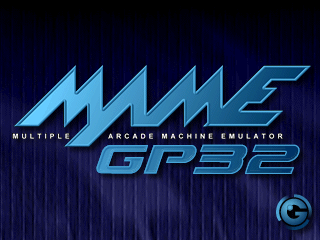 MAME
MULTIPLE ARCADE MACHINE EMULATOR
GP32
G